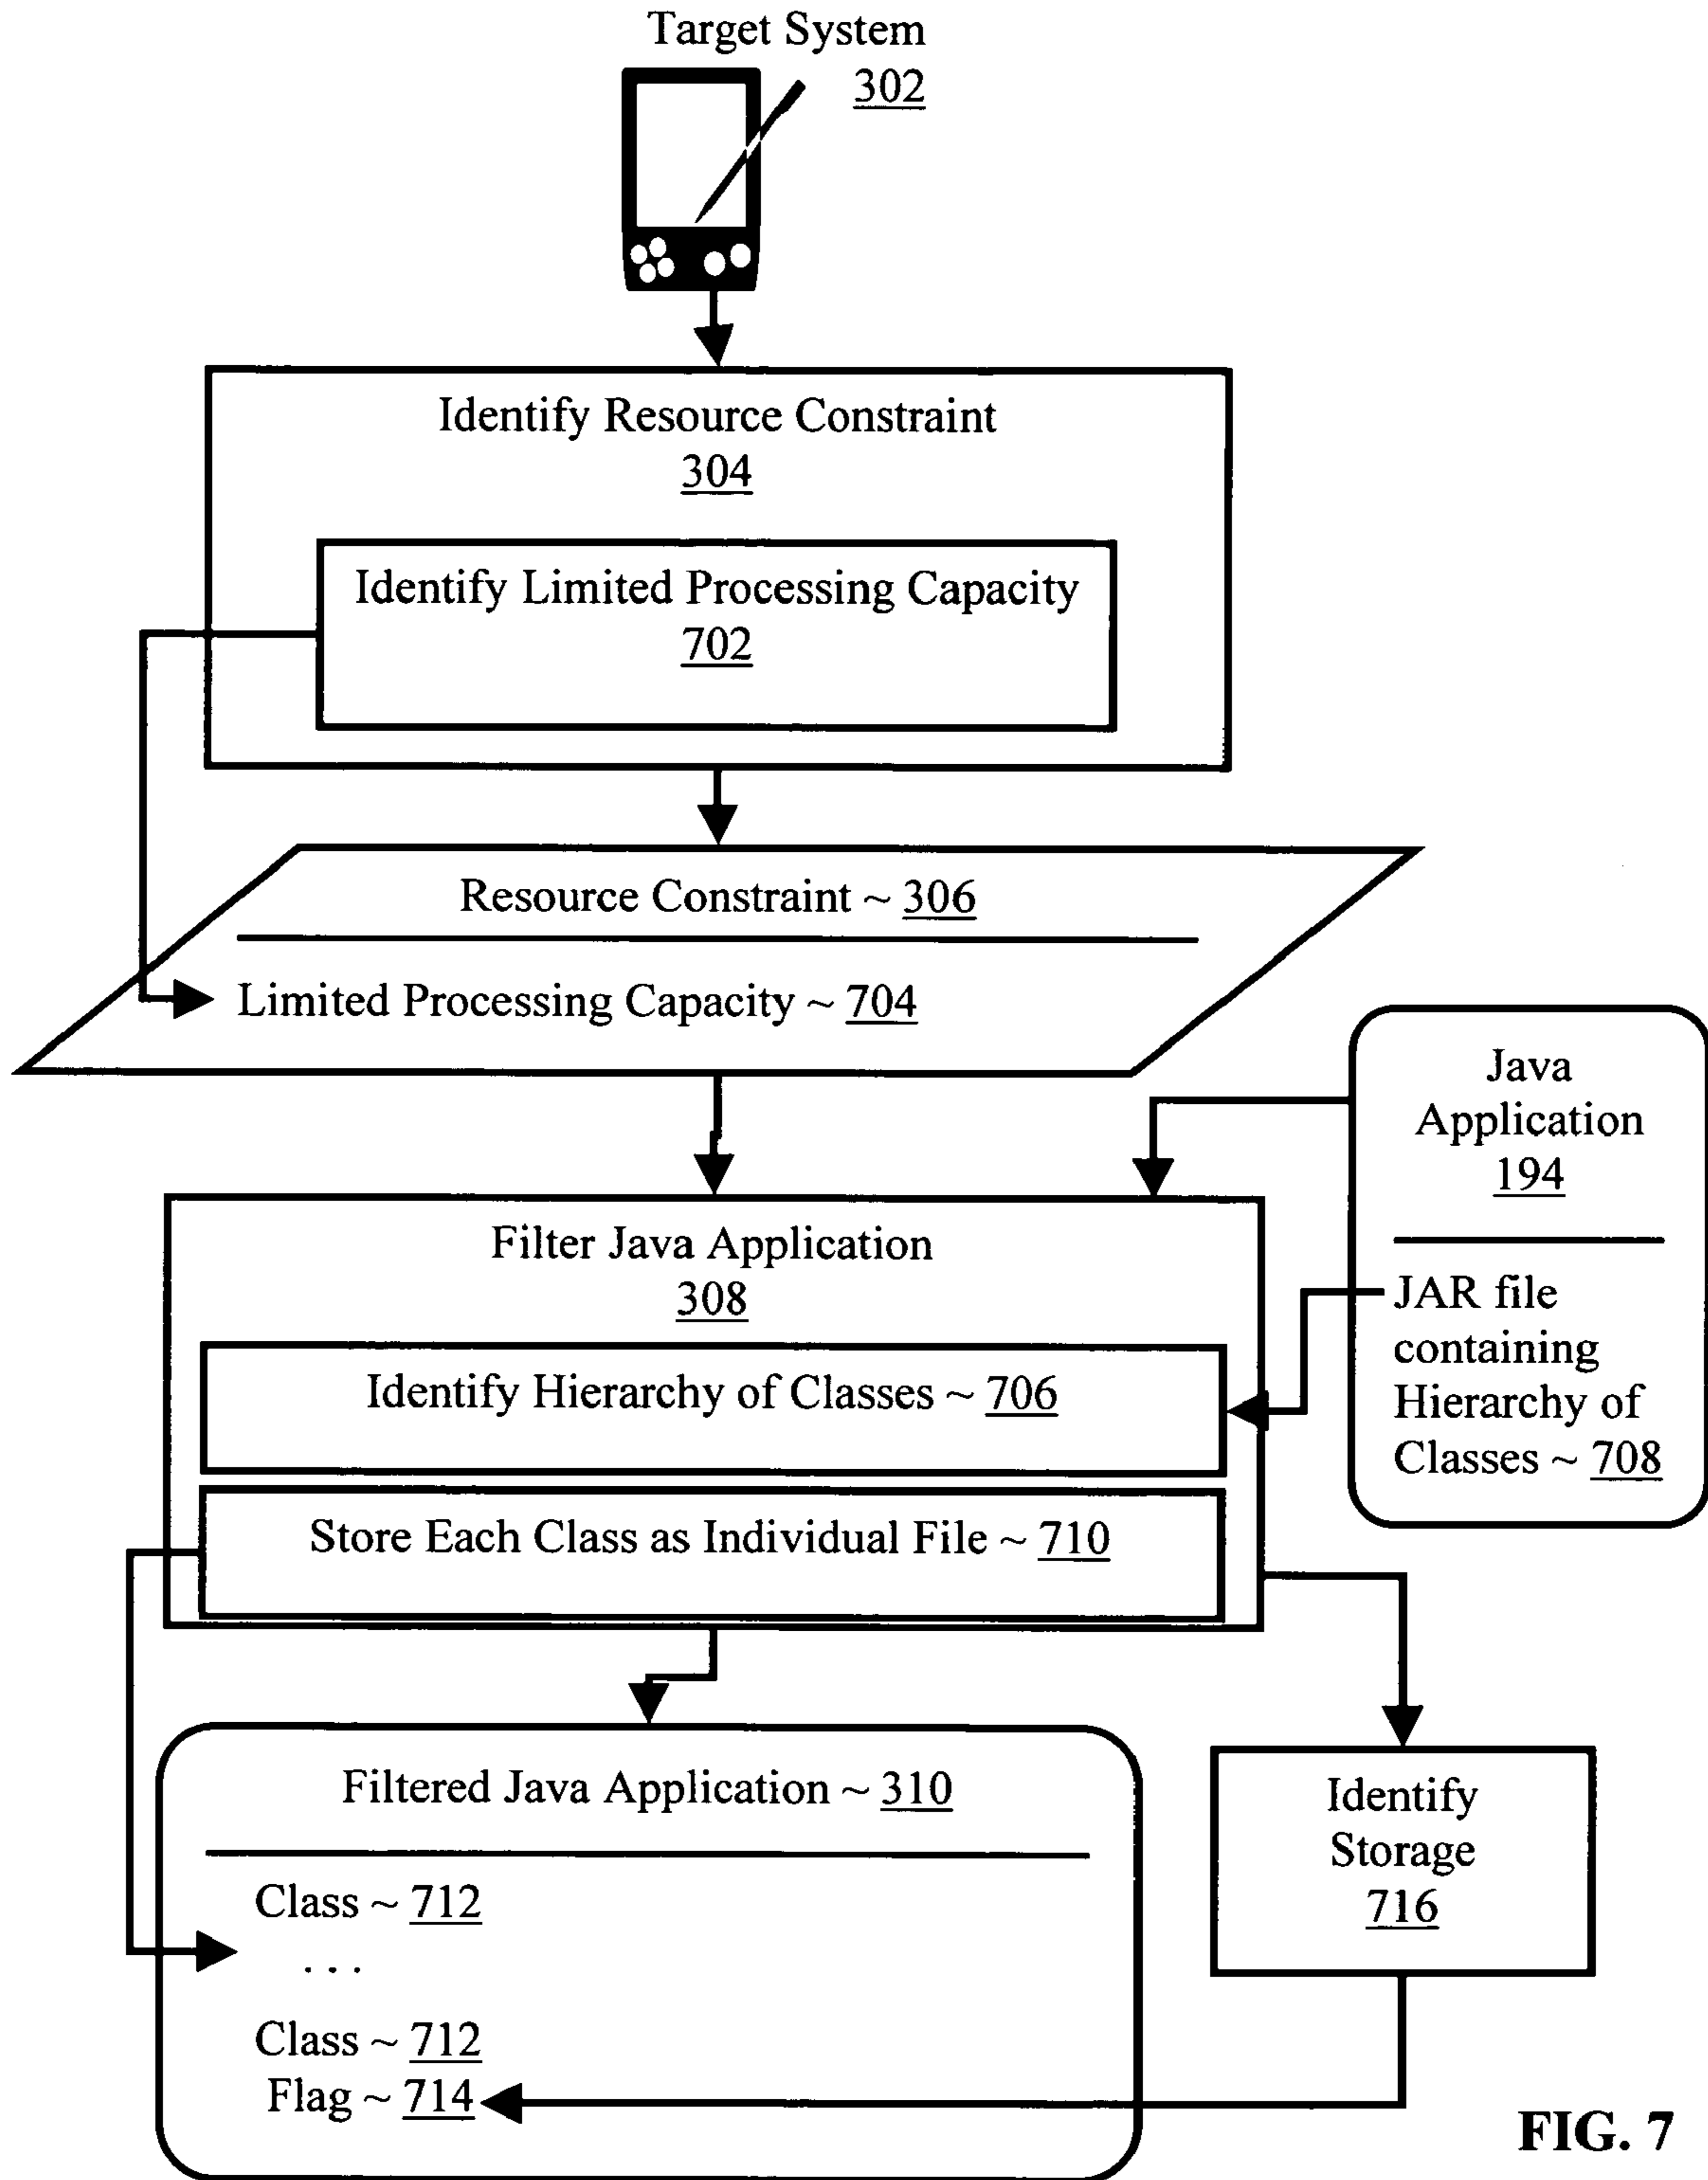 Target System
302
Identify Resource Constraint
304
Identify Limited Processing Capacity
702
Resource Constraint ~ 306
Limited Processing Capacity ~ 704
Java
Application
194
JAR file
containing
Hierarchy of
Classes ~ 708
Filter Java Application
308
Identify Hierarchy of Classes ~ 706
Store Each Class as Individual File ~ 710
Filtered Java Application ~ 310
Class ~ 712
. . .
Class ~ 712
Flag ~ 714
Identify
Storage
716
FIG. 7